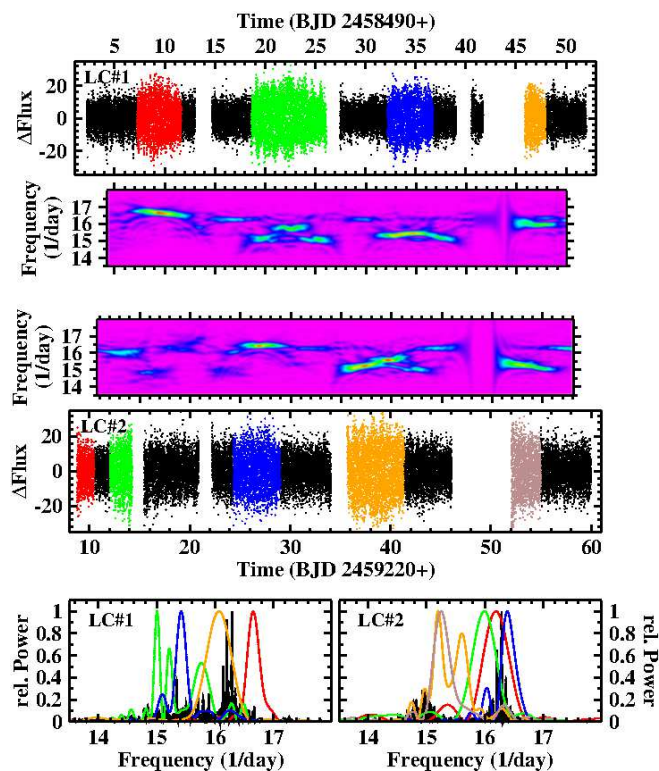 Time (BJD 2458490+)
5 10 15 20 25 30 35 40 45 50
LC#1
ΔFlux
20
0
-20
Frequency
(1/day)
17
16
15
14
Frequency
(1/day)
17
16
15
14
LC#2
ΔFlux
20
0
-20
10 20 30 40 50 60
Time (BJD 2459220+)
rel. Power
1
0.8
0.6
0.4
0.2
0
LC#1
LC#2
1
0.8
0.6
0.4
0.2
0
rel. Power
14 15 16 17
14 15 16 17
Frequency (1/day)
Frequency (1/day)